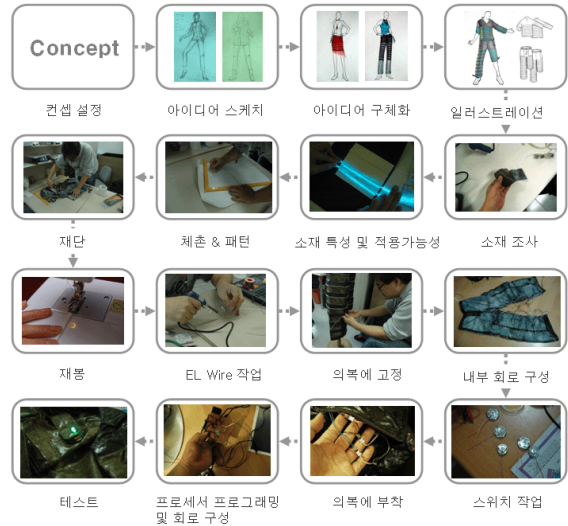 Concept
컨셉 설정
아이디어 스케치
아이디어 구체화
일러스트레이션
소재 조사
소재 특성 및 적용가능성
체촌 & 패턴
재단
재봉
EL Wire 작업
의복에 고정
내부 회로 구성
스위치 작업
의복에 부착
프로세서 프로그래밍
및 회로 구성
테스트